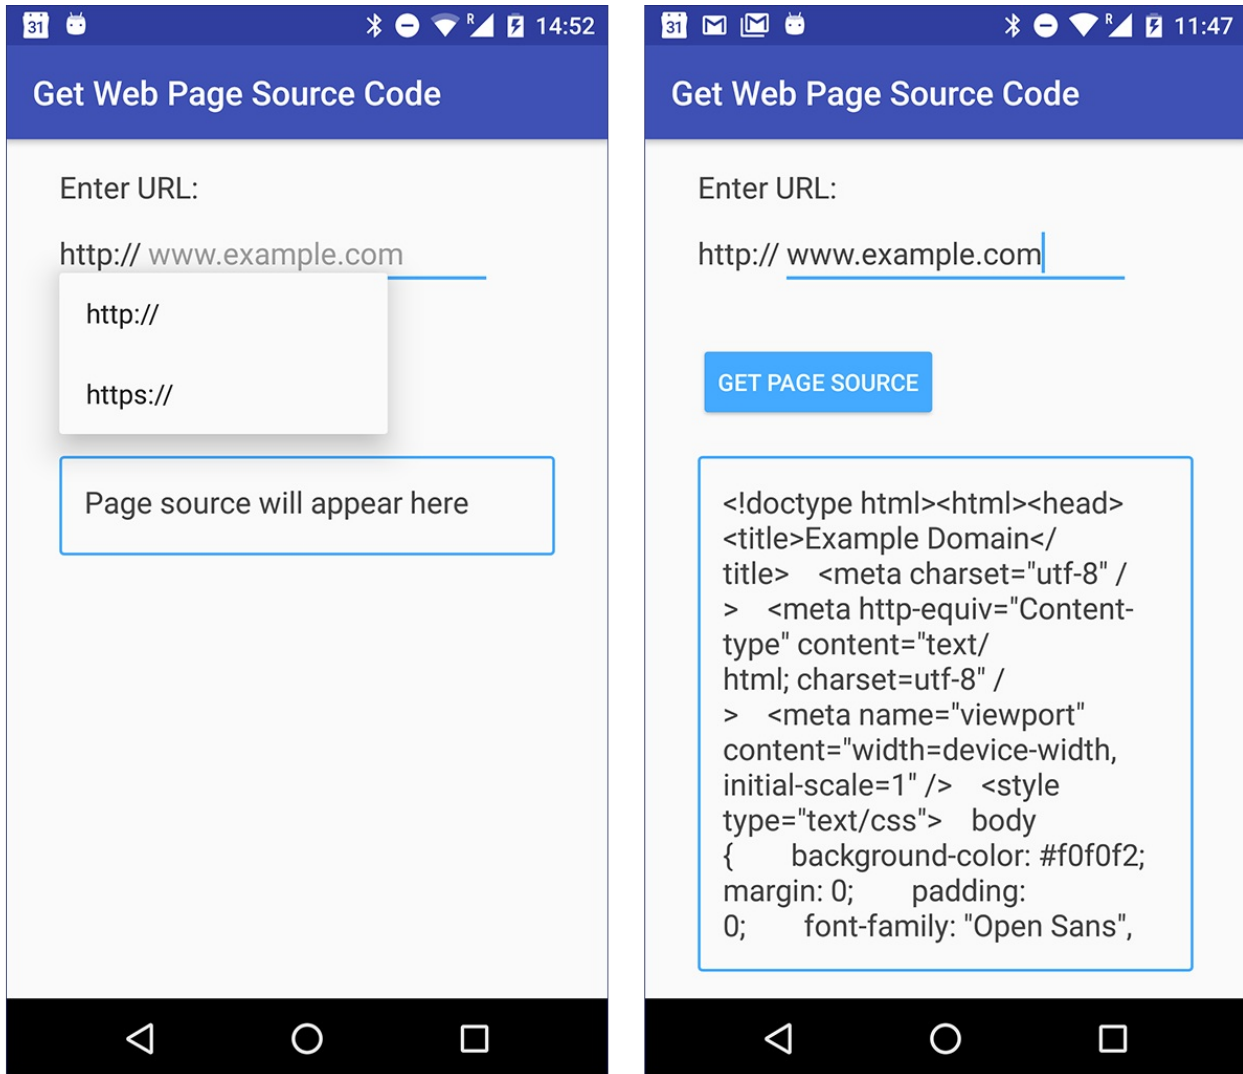 31
R
14:52
Get Web Page Source Code
Enter URL:
http:// www.example.com
http://
https://
Page source will appear here
31
R
11:47
Get Web Page Source Code
Enter URL:
http:// www.example.com
GET PAGE SOURCE
<!doctype html><html><head>
<title>Example Domain</
title>    <meta charset="utf-8" /
>    <meta http-equiv="Content-
type" content="text/
html; charset=utf-8" /
>    <meta name="viewport"
content="width=device-width,
initial-scale=1" />    <style
type="text/css">    body
{        background-color: #f0f0f2;
margin: 0;        padding:
0;        font-family: "Open Sans",